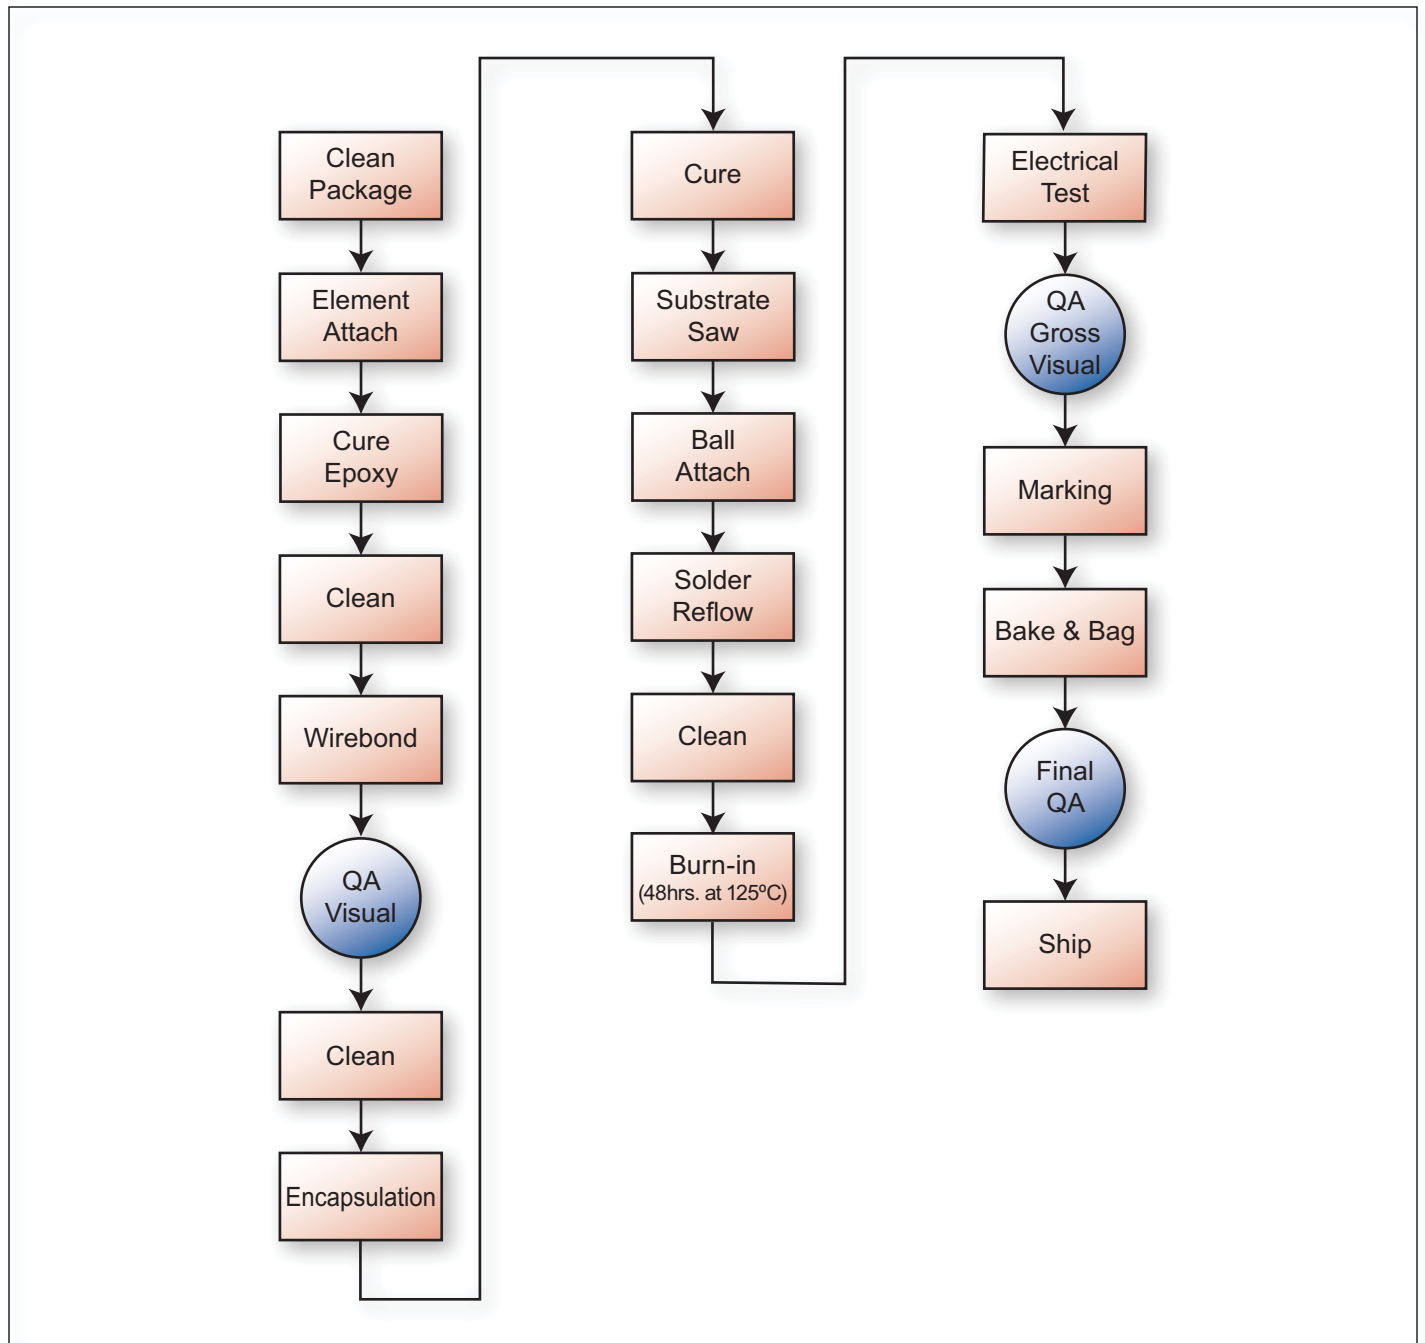 Clean
Package
Element
Attach
Cure
Epoxy
Clean
Wirebond
QA
Visual
Clean
Encapsulation
Cure
Substrate
Saw
Ball
Attach
Solder
Reflow
Clean
Burn-in
(48hrs. at 125ºC)
Electrical
Test
QA
Gross
Visual
Marking
Bake & Bag
Final
QA
Ship